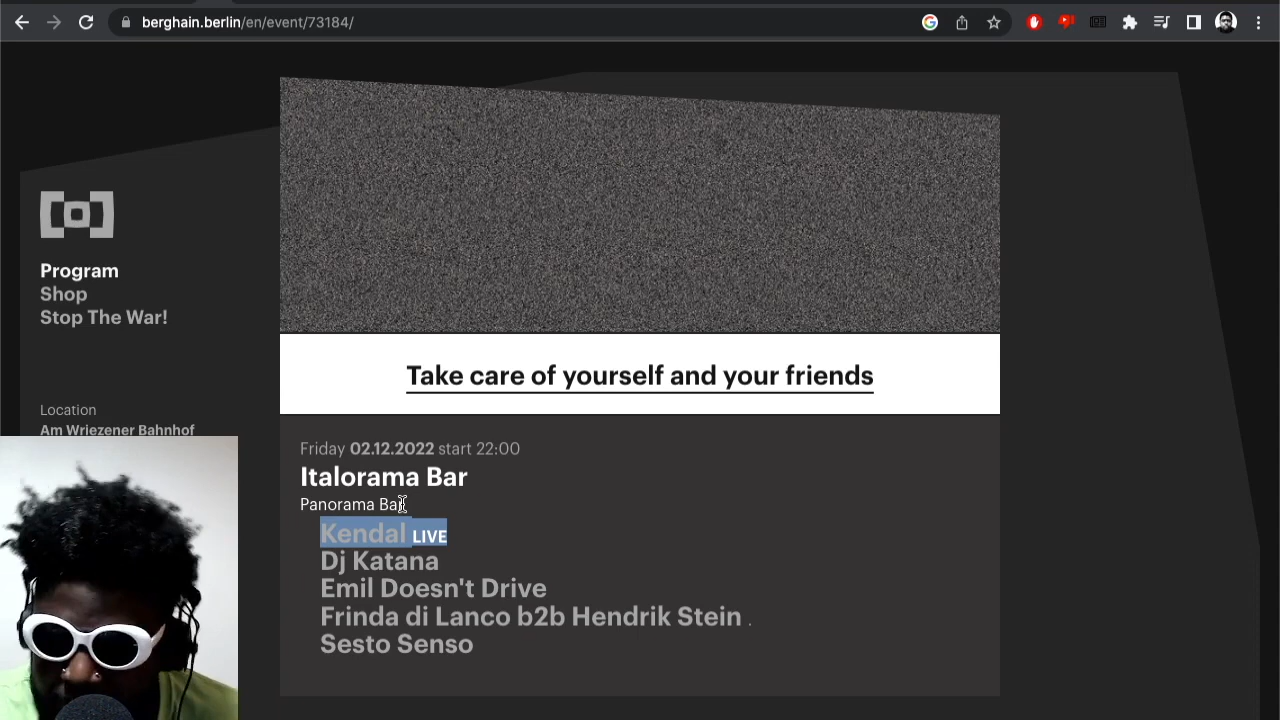 berghain.berlin/en/event/73184/
Program
Shop
Stop The War!
Location
Am Wriezener Bahnhof
Take care of yourself and your friends
Friday 02.12.2022 start 22:00
Italorama Bar
Panorama Bar
Kendal LIVE
Dj Katana
Emil Doesn't Drive
Frinda di Lanco b2b Hendrik Stein .
Sesto Senso